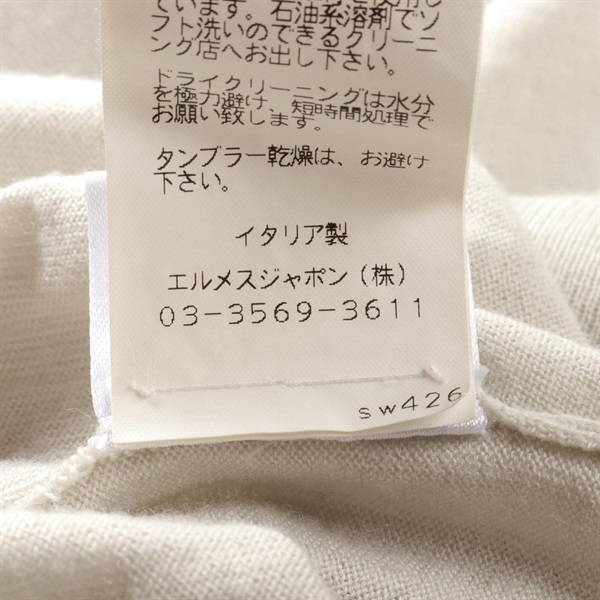 ています。石油系溶剤でソ
フト洗いのできるクリーニ
ング店へお出し下さい。
ドライクリーニングは水分
を極力避け、短時間処理で
お願い致します。
タンブラー乾燥は、お避け
下さい。
イタリア製
エルメスジャポン(株)
03-3569-3611
sw426